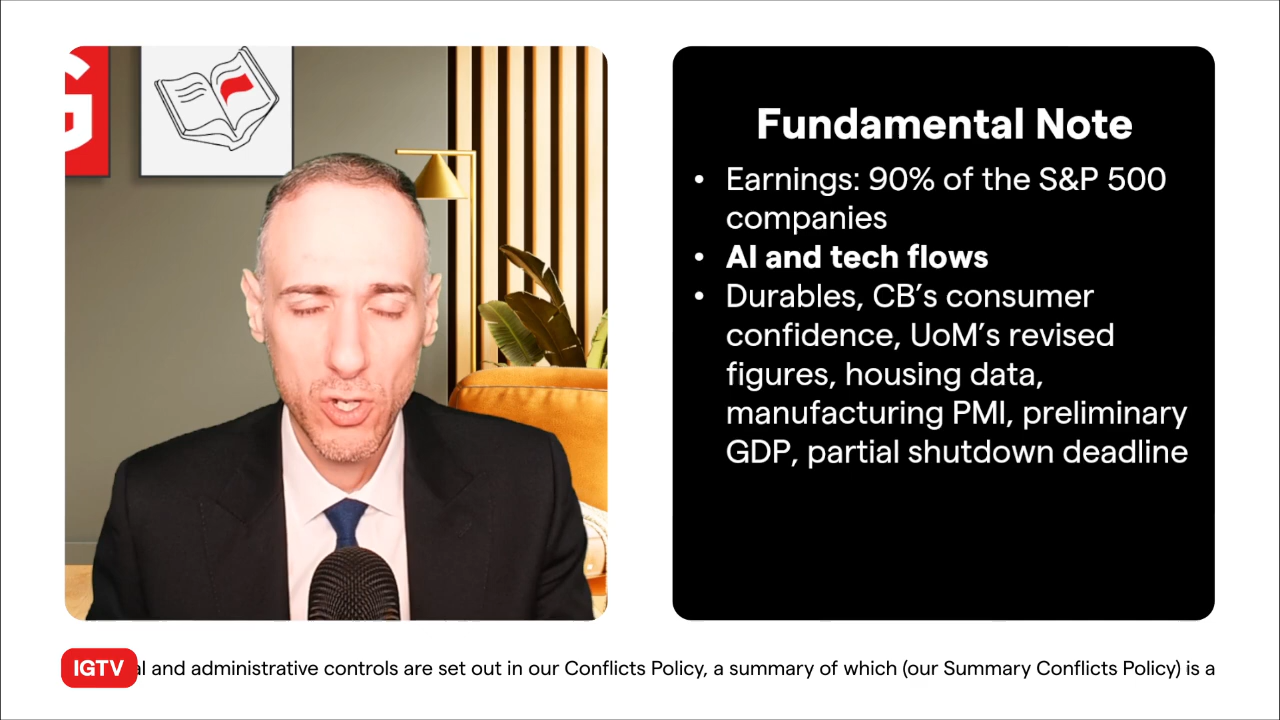 Fundamental Note
• Earnings: 90% of the S&P 500
companies
• AI and tech flows
• Durables, CB’s consumer
confidence, UoM’s revised
figures, housing data,
manufacturing PMI, preliminary
GDP, partial shutdown deadline
IGTV
and administrative controls are set out in our Conflicts Policy, a summary of which (our Summary Conflicts Policy) is a